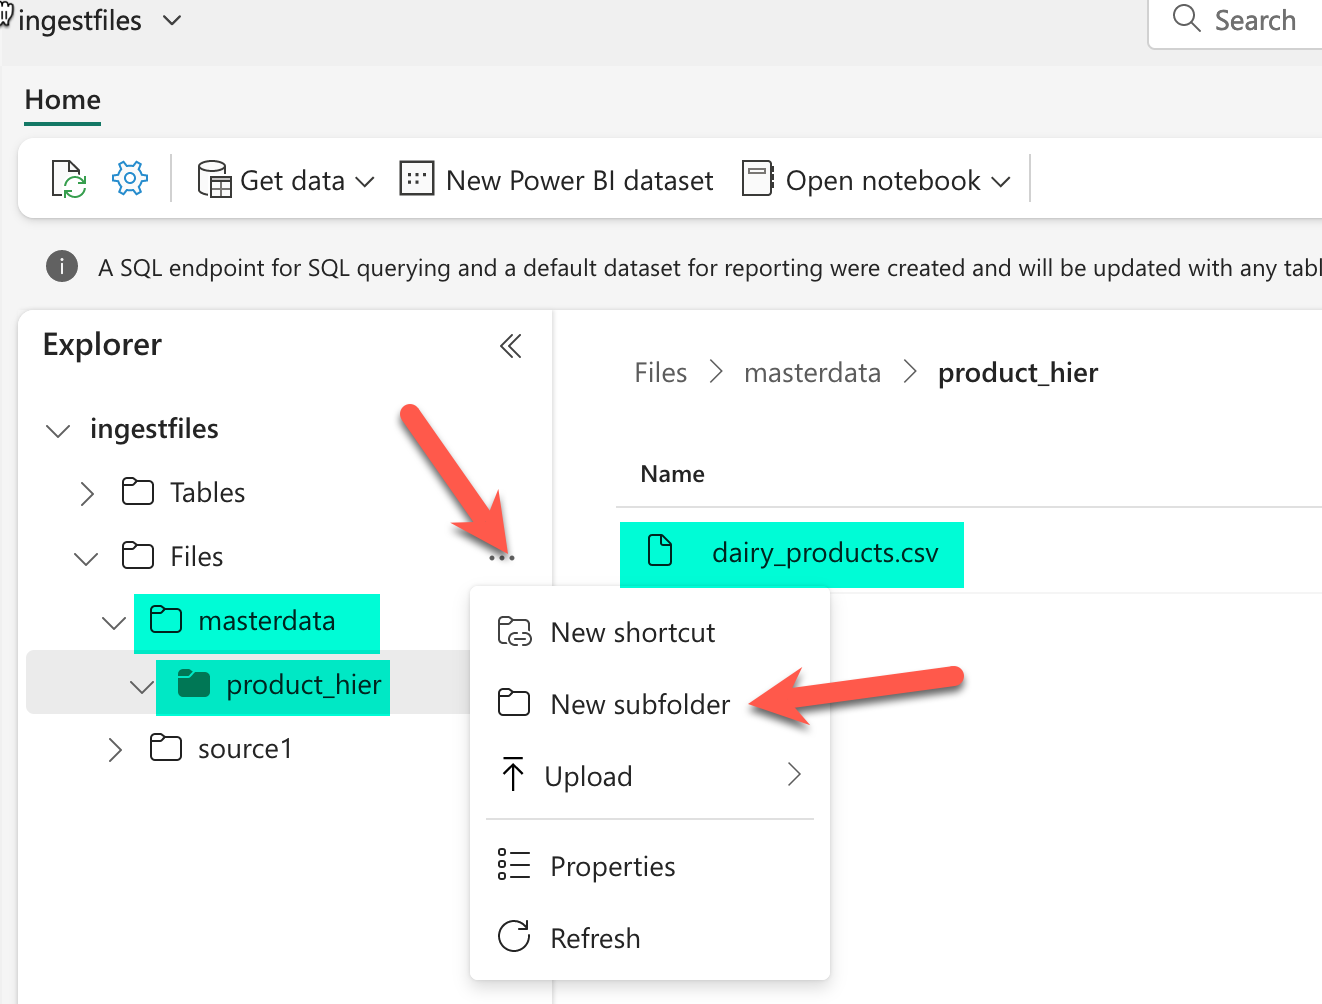 ingestfiles
Search
Home
Get data
New Power BI dataset
Open notebook
A SQL endpoint for SQL querying and a default dataset for reporting were created and will be updated with any tabl
Explorer
ingestfiles
Tables
Files
masterdata
product_hier
source1
Files > masterdata > product_hier
Name
dairy_products.csv
New shortcut
New subfolder
Upload
Properties
Refresh